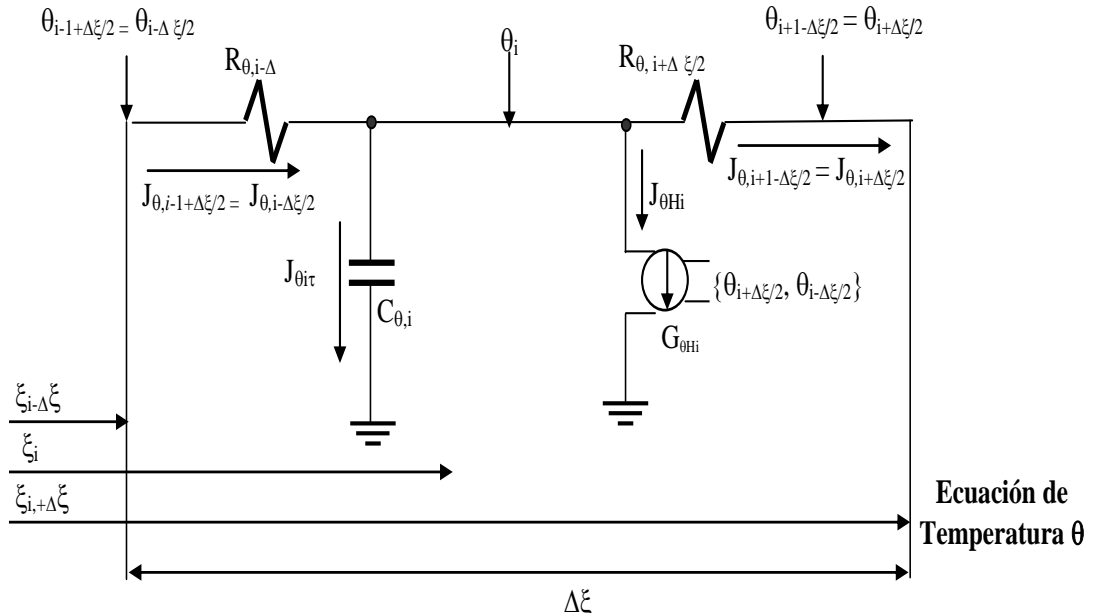 θi-1+Δξ/2 = θi-Δ ξ/2
θi
θi+1-Δξ/2 = θi+Δξ/2
Rθ,i-Δ
Rθ, i+Δ ξ/2
Jθ,i-1+Δξ/2 = Jθ,i-Δξ/2
Jθ,i+1-Δξ/2 = Jθ,i+Δξ/2
JθHi
Jθiτ
{θi+Δξ/2, θi-Δξ/2}
Cθ,i
GθHi
ξi-Δξ
ξi
ξi,+Δξ
Ecuación de
Temperatura θ
Δξ